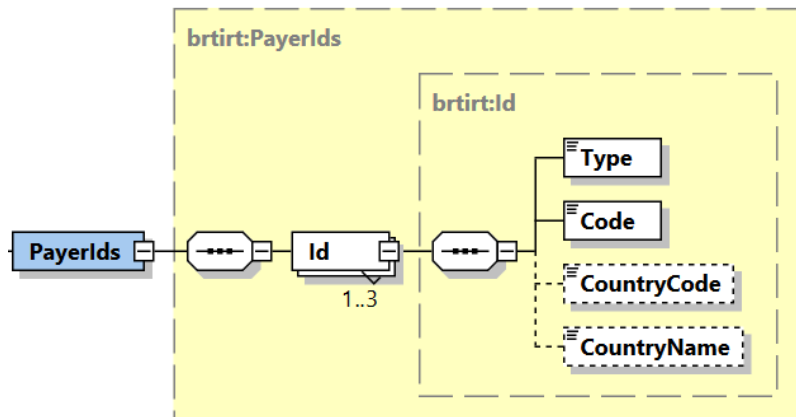 brtirt:PayerIds
brtirt:Id
Type
Code
PayerIds
Id
1..3
CountryCode
CountryName